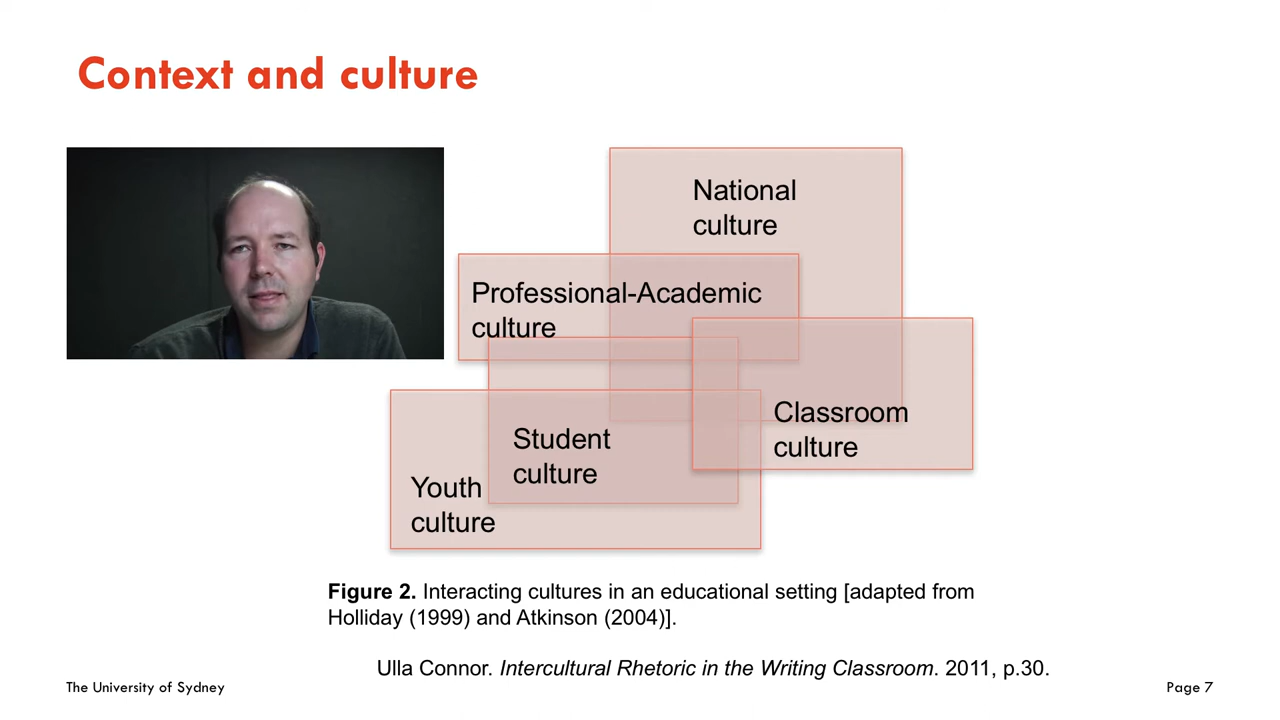 Context and culture
National
culture
Professional-Academic
culture
Classroom
culture
Student
culture
Youth
culture
Figure 2. Interacting cultures in an educational setting [adapted from
Holliday (1999) and Atkinson (2004)].
Ulla Connor. Intercultural Rhetoric in the Writing Classroom. 2011, p.30.
The University of Sydney
Page 7